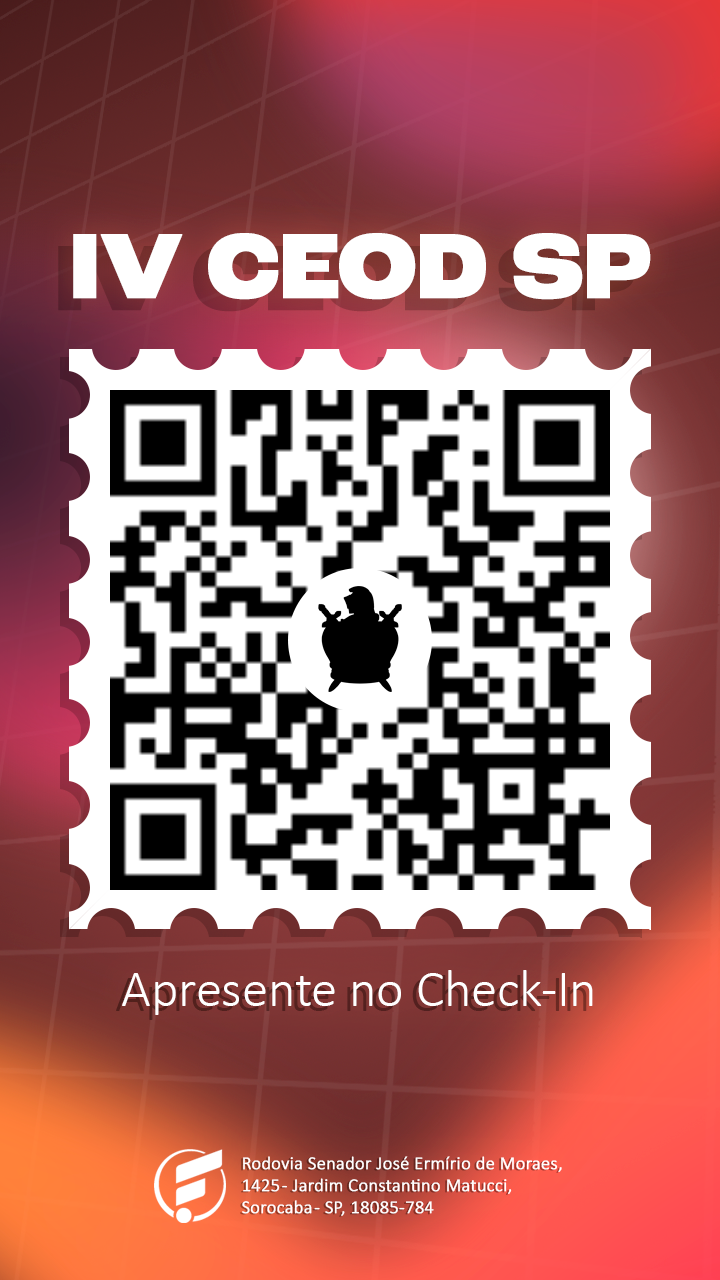 IV CEOD SP
Apresente no Check-In
Rodovia Senador José Ermírio de Moraes,
1425- Jardim Constantino Matucci,
Sorocaba- SP, 18085-784